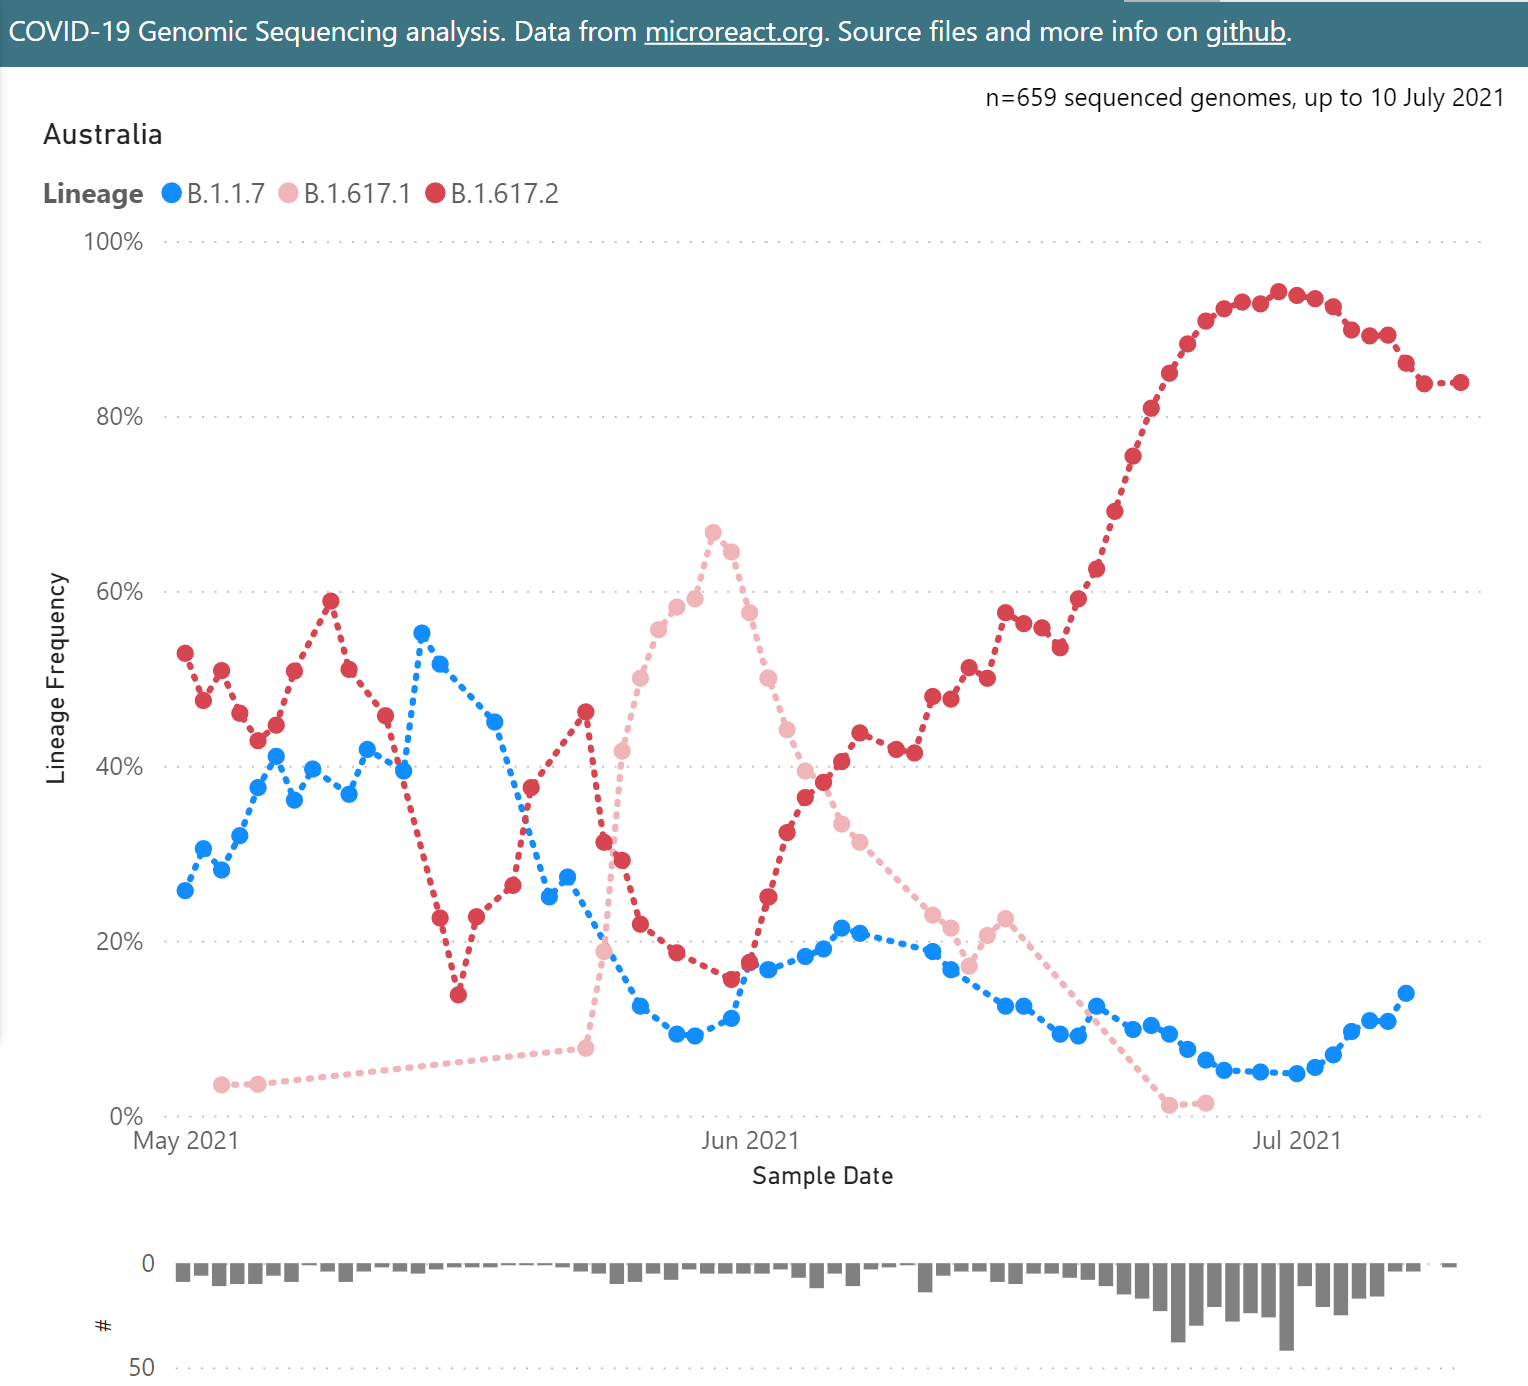 COVID-19 Genomic Sequencing analysis. Data from microreact.org. Source files and more info on github.
n=659 sequenced genomes, up to 10 July 2021
Australia
Lineage B.1.1.7 B.1.617.1 B.1.617.2
100%
80%
60%
40%
20%
0%
Lineage Frequency
May 2021 Jun 2021 Jul 2021
Sample Date
0
#
50